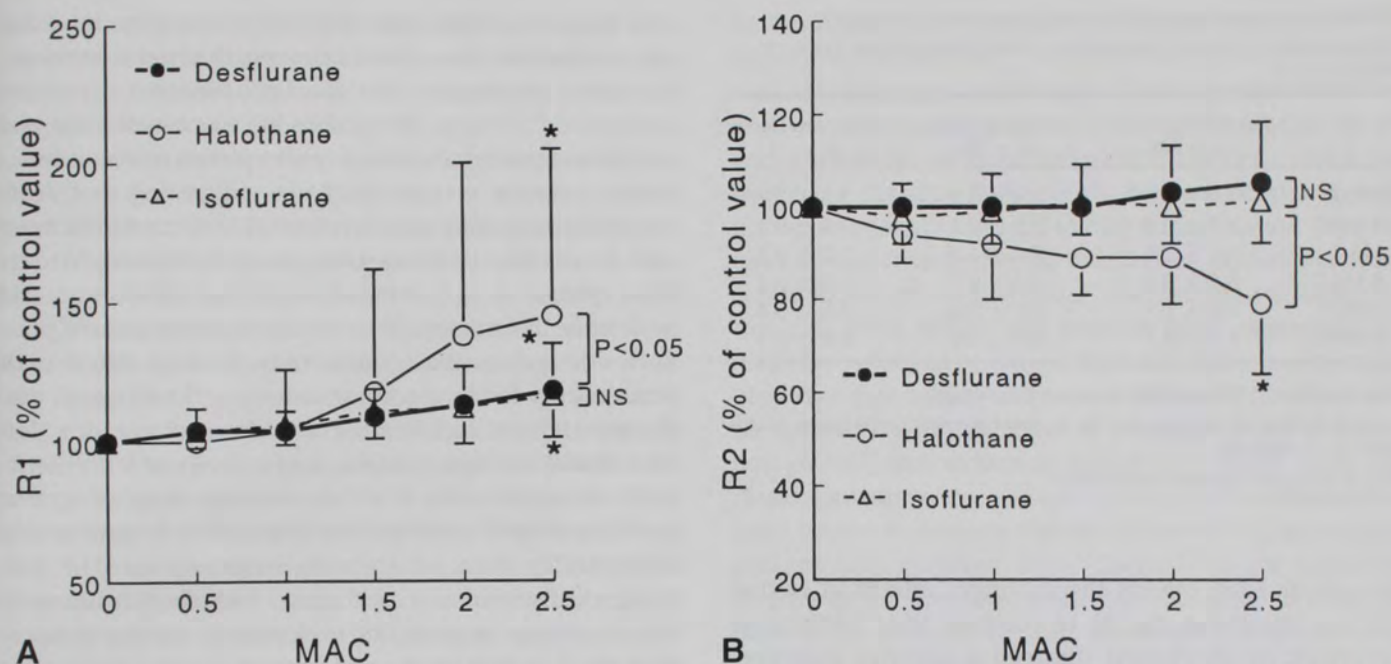 250
200
150
100
50
R1 (% of control value)
Desflurane
Halothane
Isoflurane
*
*
P<0.05
NS
*
0 0.5 1 1.5 2 2.5
A MAC
140
120
100
80
60
40
20
R2 (% of control value)
NS
P<0.05
Desflurane
*
Halothane
Isoflurane
0 0.5 1 1.5 2 2.5
B MAC